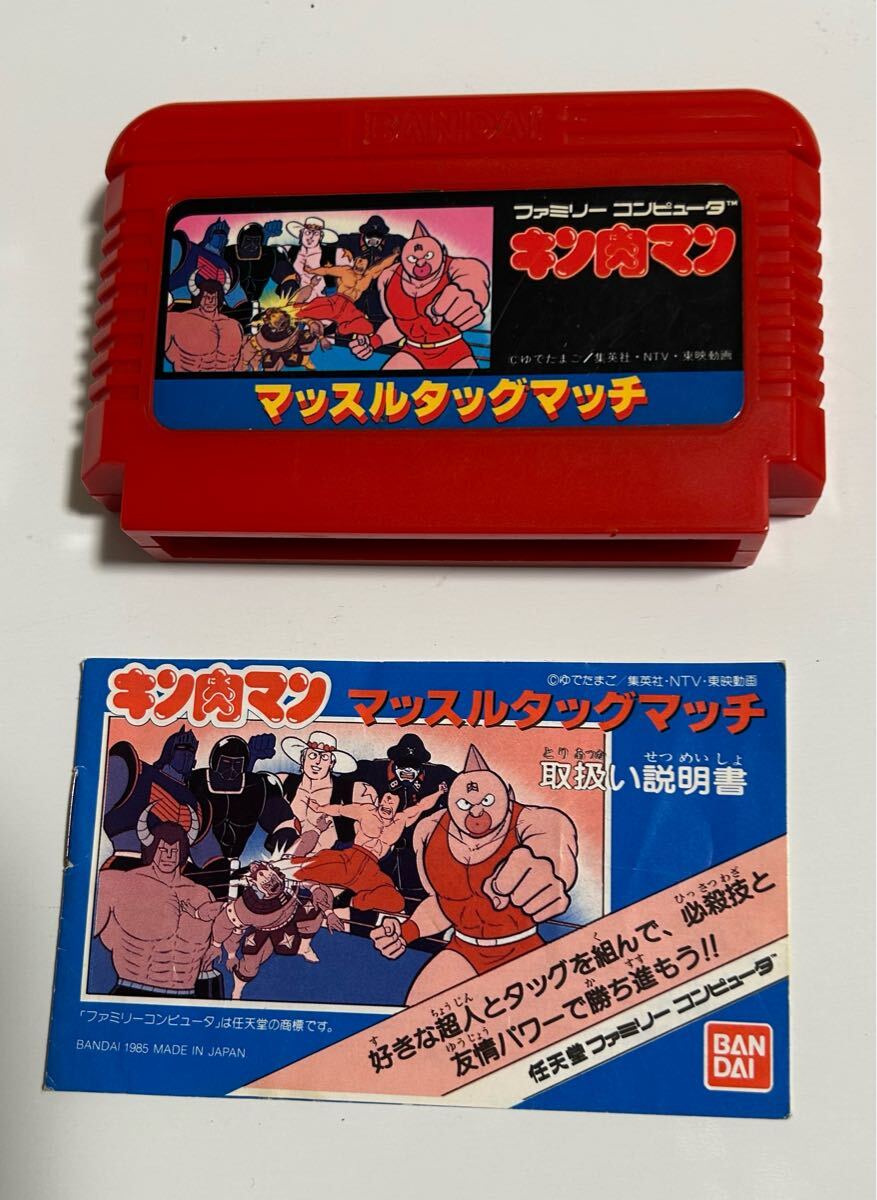 BANDAI
ファミリー コンピュータ™
キン肉マン
©ゆでたまご/集英社・NTV・東映動画
マッスルタッグマッチ
©ゆでたまご/集英社・NTV・東映動画
キン肉マン マッスルタッグマッチ
とりあつか せつめいしょ
取扱い説明書
ちょうじん く ひっさつわざ
好きな超人とタッグを組んで、必殺技と
す ゆうじょう か すす
友情パワーで勝ち進もう!!
任天堂 ファミリー コンピュータ™
「ファミリーコンピュータ」は任天堂の商標です。
BANDAI 1985 MADE IN JAPAN
BAN
DAI